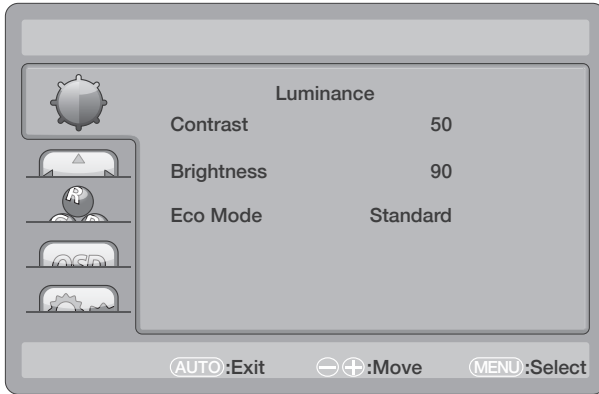 Luminance
Contrast 50
Brightness 90
R
Eco Mode Standard
OSD
AUTO:Exit -+:Move MENU:Select